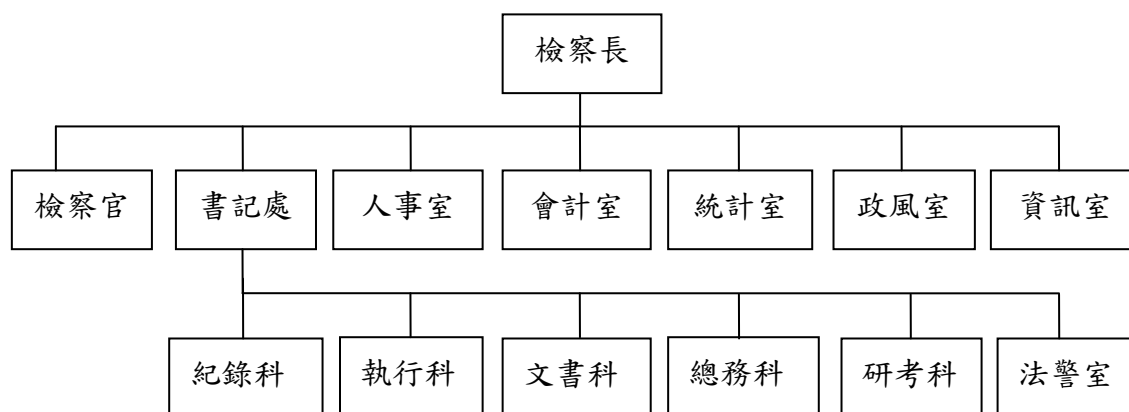 檢察長
檢察官
書記處
人事室
會計室
統計室
政風室
資訊室
紀錄科
執行科
文書科
總務科
研考科
法警室